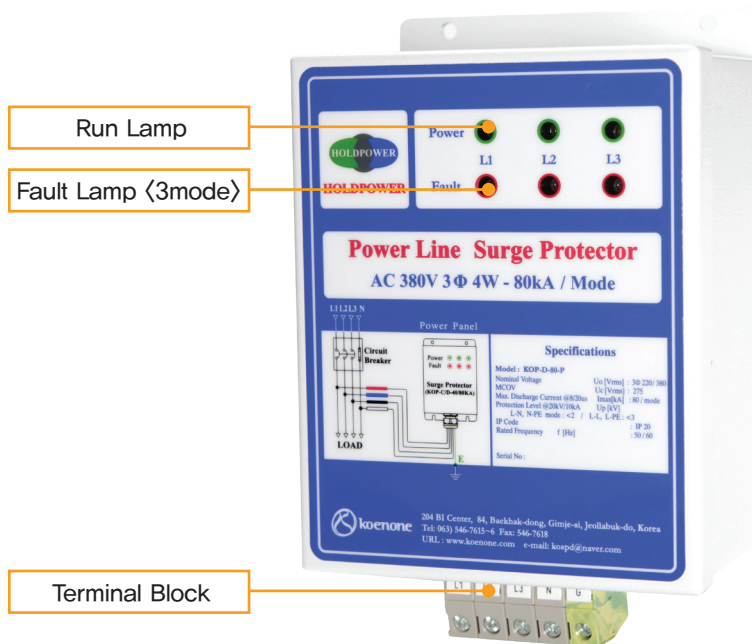 Run Lamp
Fault Lamp〈3mode〉
Terminal Block
HOLDPOWER
HOLDPOWER
Power
L1 L2 L3
Fault
Power Line Surge Protector
AC 380V 3Φ 4W - 80kA / Mode
L1 L2 L3 N
Circuit
Breaker
LOAD
Power Panel
Power
Fault
Surge Protector
(KOP-C/D-40/80KA)
E
Specifications
Model : KOP-D-80-P
Nominal Voltage Uo [Vrms] : 3Φ 220/380
MCOV Uc [Vrms] : 275
Max. Discharge Current @8/20us Imax[kA] : 80 / mode
Protection Level @20kV/10kA Up [kV]
L-N, N-PE mode : <2 / L-L, L-PE : <3
IP Code : IP 20
Rated Frequency f [Hz] : 50 / 60
Serial No :
koenone
204 BI Center, 84, Baekhak-dong, Gimje-si, Jeollabuk-do, Korea
Tel: 063) 546-7615~6 Fax: 546-7618
URL : www.koenone.com e-mail: kospd@naver.com
L1 L3 N G